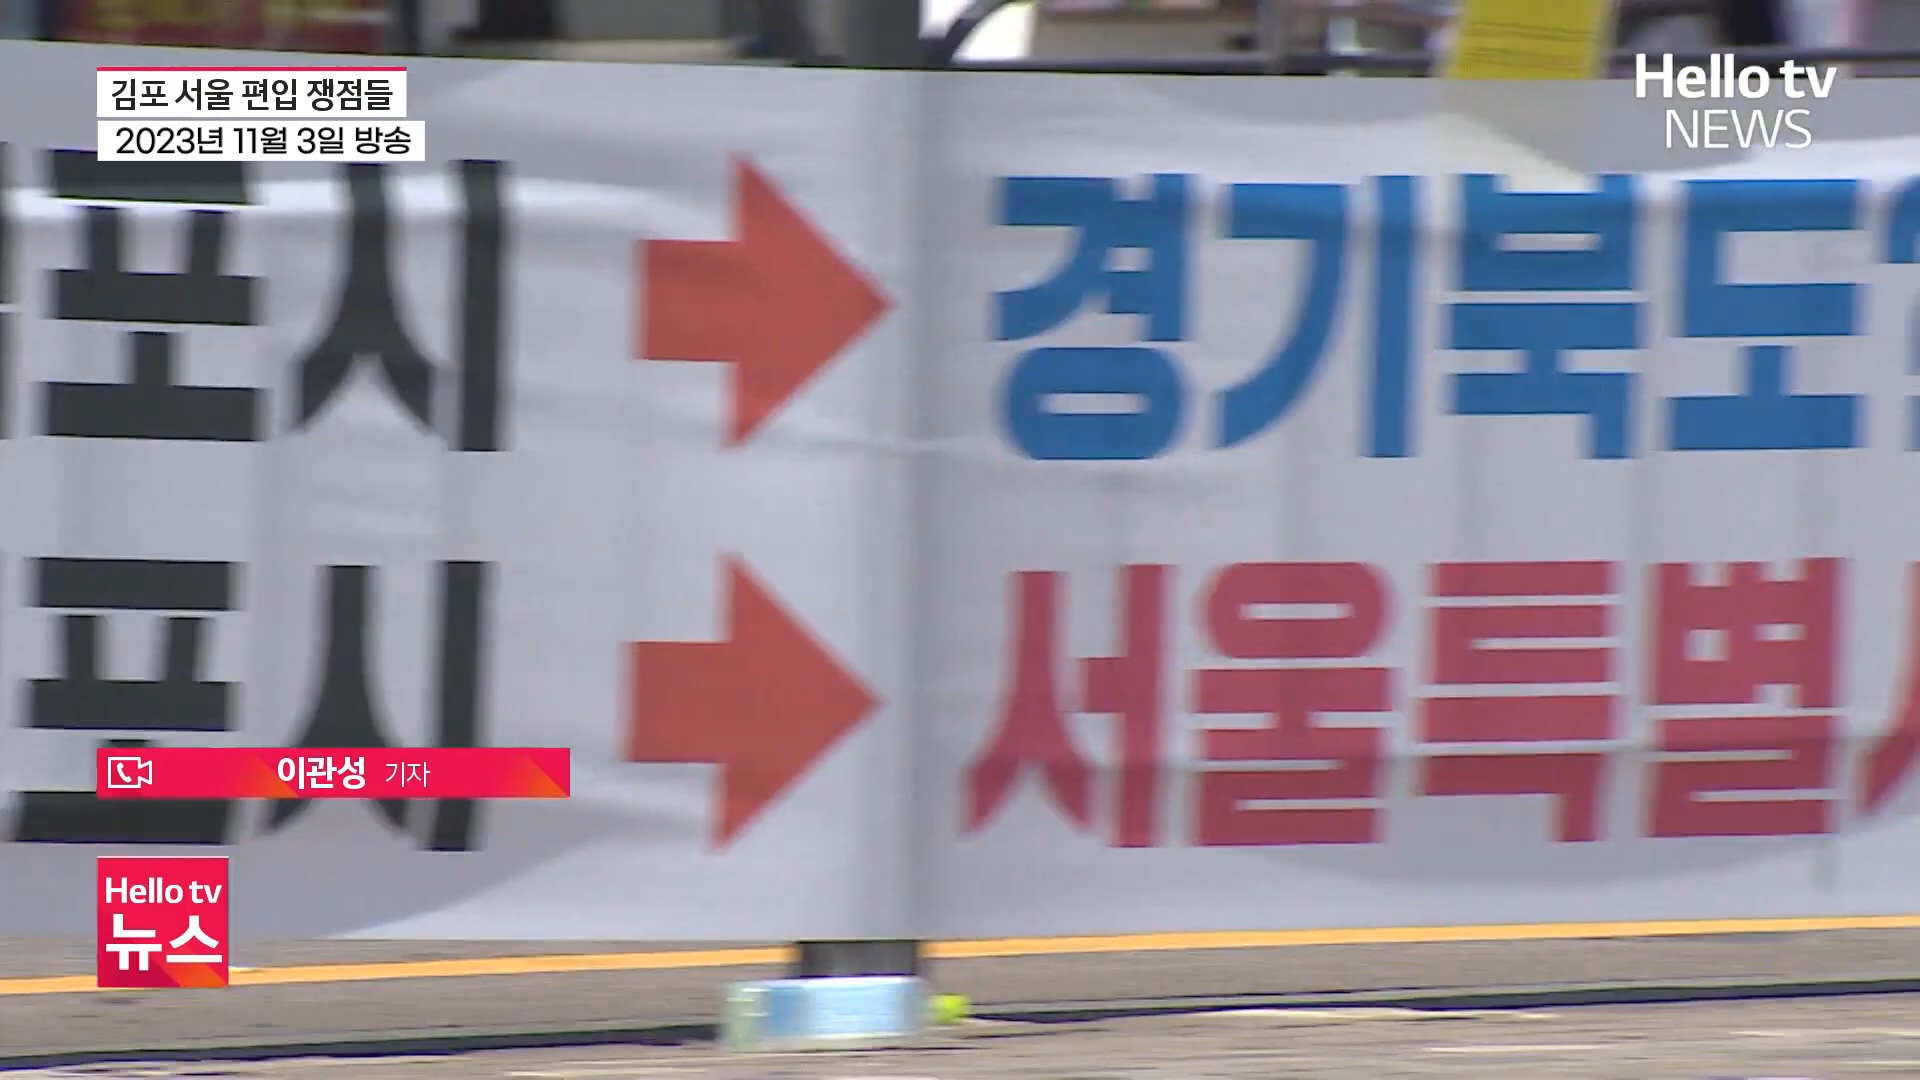 김포 서울 편입 쟁점들
2023년 11월 3일 방송
Hello tv
NEWS
포시 경기북도
포시 서울특별시
이관성 기자
Hello tv
뉴스